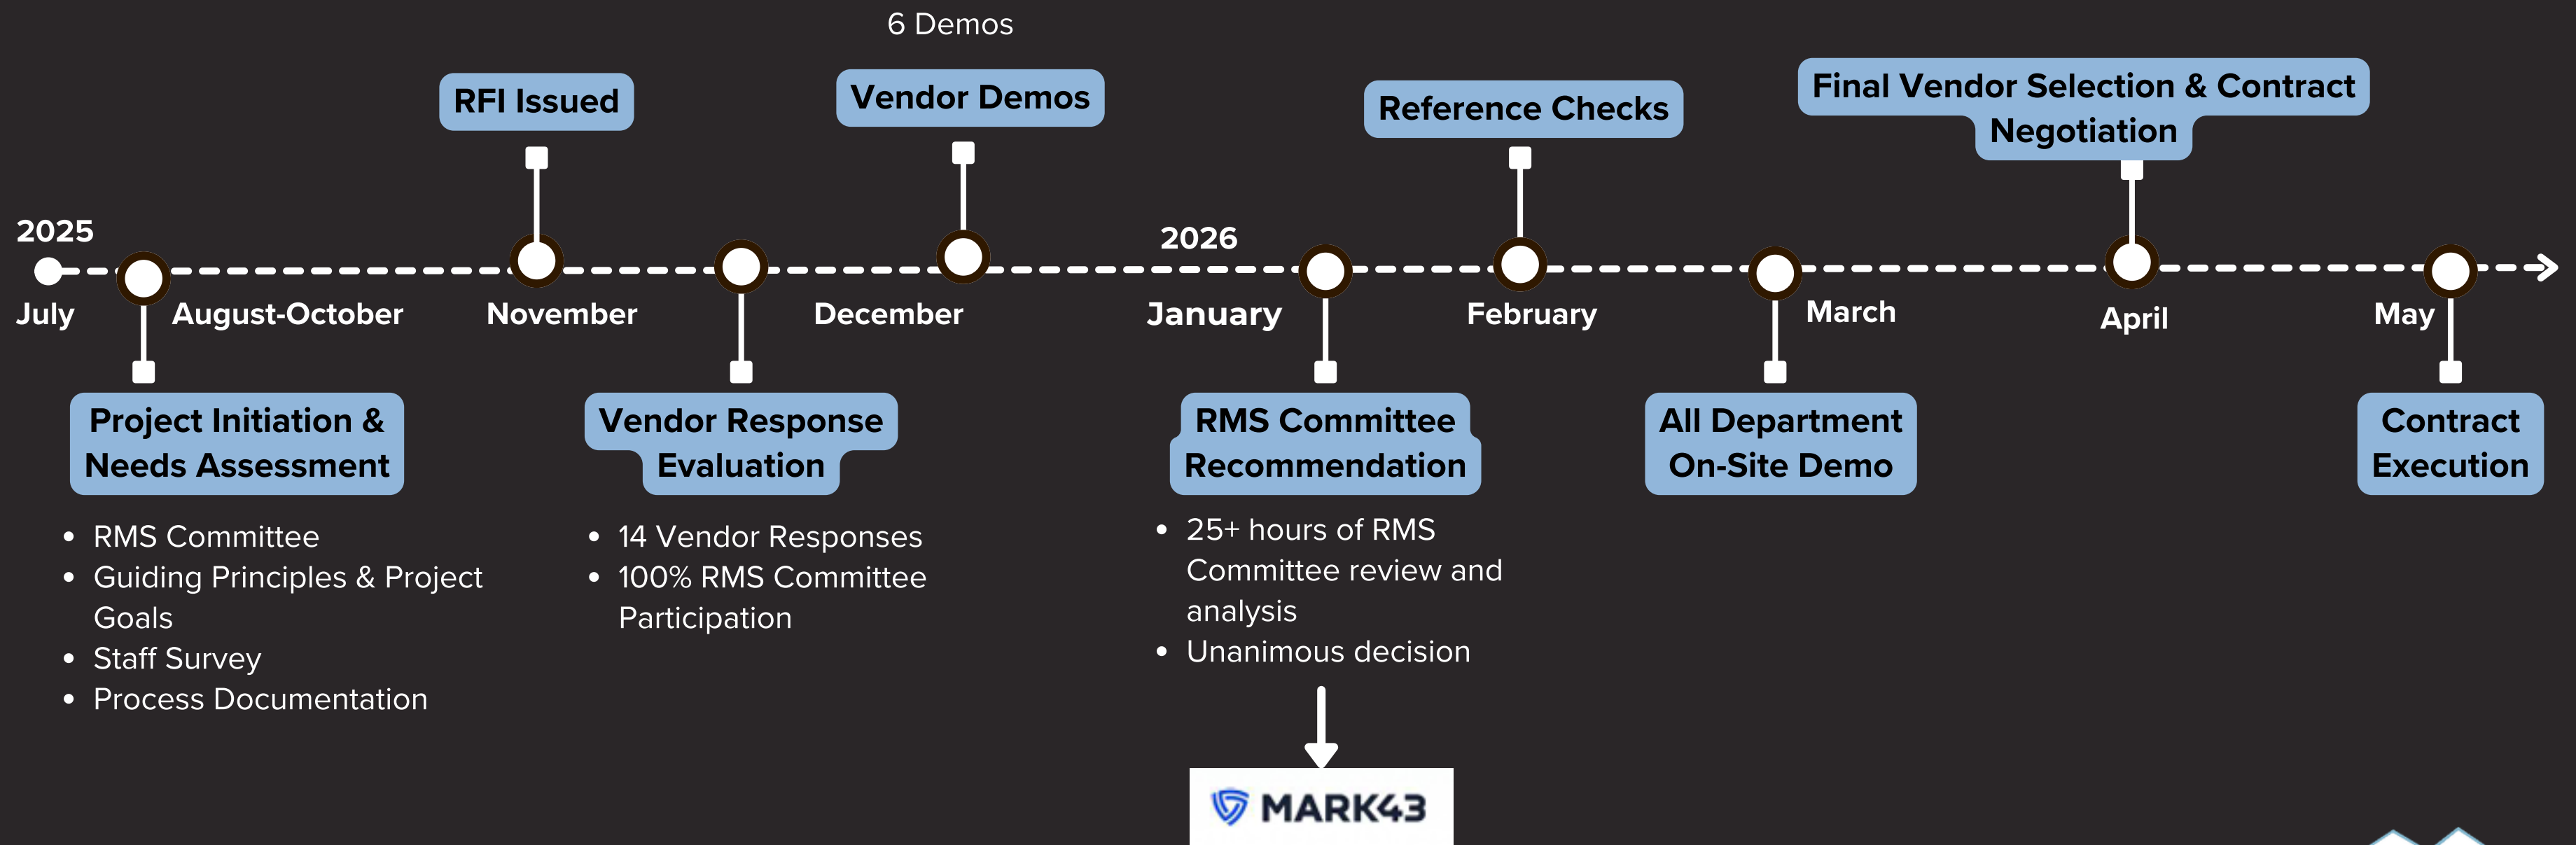 6 Demos
RFI Issued
Vendor Demos
Reference Checks
Final Vendor Selection & Contract
Negotiation
2025
2026
July
August-October
November
December
January
February
March
April
May
Project Initiation &
Needs Assessment
• RMS Committee
• Guiding Principles & Project
Goals
• Staff Survey
• Process Documentation
Vendor Response
Evaluation
• 14 Vendor Responses
• 100% RMS Committee
Participation
RMS Committee
Recommendation
• 25+ hours of RMS
Committee review and
analysis
• Unanimous decision
MARK43
All Department
On-Site Demo
Contract
Execution